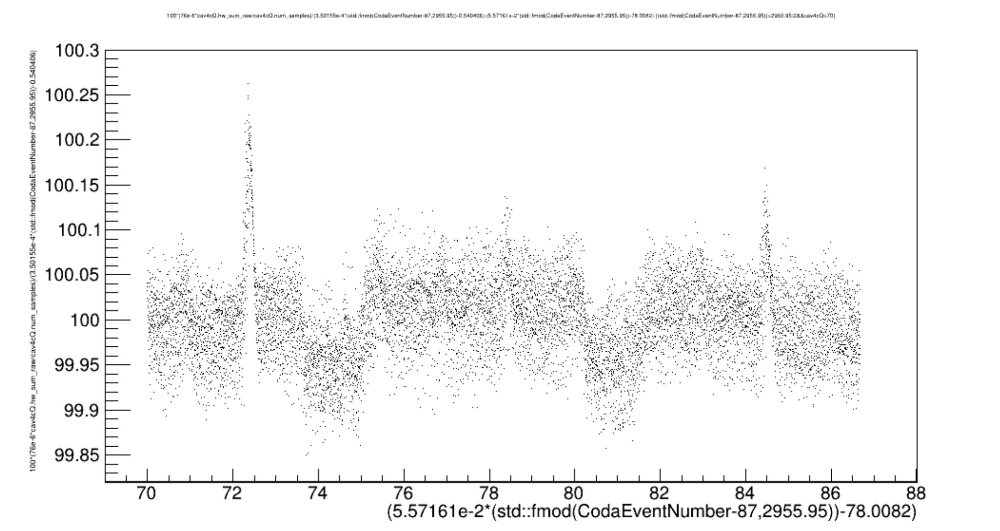 100*(76e-6*cav4cQ.hw_sum_raw/cav4cQ.num_samples)/(3.50155e-4*(std::fmod(CodaEventNumber-87,2955.95))-0.540406):(5.57161e-2*(std::fmod(CodaEventNumber-87,2955.95))-78.0082) {(std::fmod(CodaEventNumber-87,2955.95))>2955.95/2&&cav4cQ>70}
100*(76e-6*cav4cQ.hw_sum_raw/cav4cQ.num_samples)/(3.50155e-4*(std::fmod(CodaEventNumber-87,2955.95))-0.540406)
100.3
100.25
100.2
100.15
100.1
100.05
100
99.95
99.9
99.85
70 72 74 76 78 80 82 84 86 88
(5.57161e-2*(std::fmod(CodaEventNumber-87,2955.95))-78.0082)